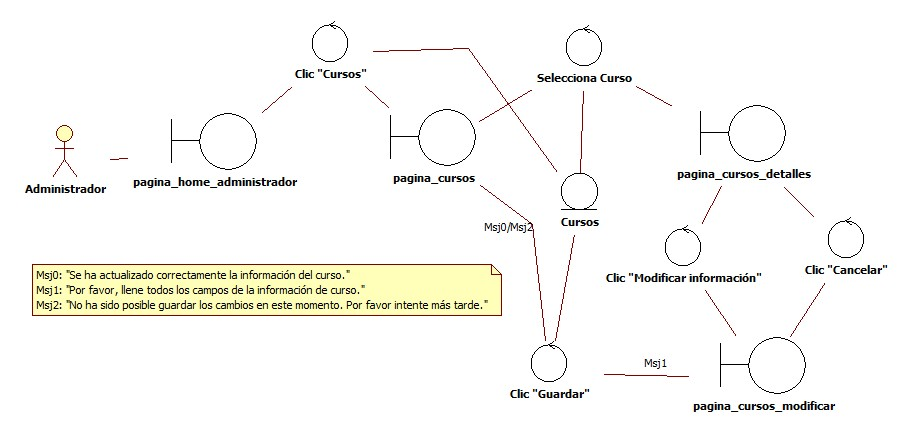 Clic "Cursos"
Selecciona Curso
Administrador
pagina_home_administrador
pagina_cursos
pagina_cursos_detalles
Cursos
Msj0/Msj2
Clic "Modificar información"
Clic "Cancelar"
Msj0: "Se ha actualizado correctamente la información del curso."
Msj1: "Por favor, llene todos los campos de la información de curso."
Msj2: "No ha sido posible guardar los cambios en este momento. Por favor intente más tarde."
Msj1
Clic "Guardar"
pagina_cursos_modificar